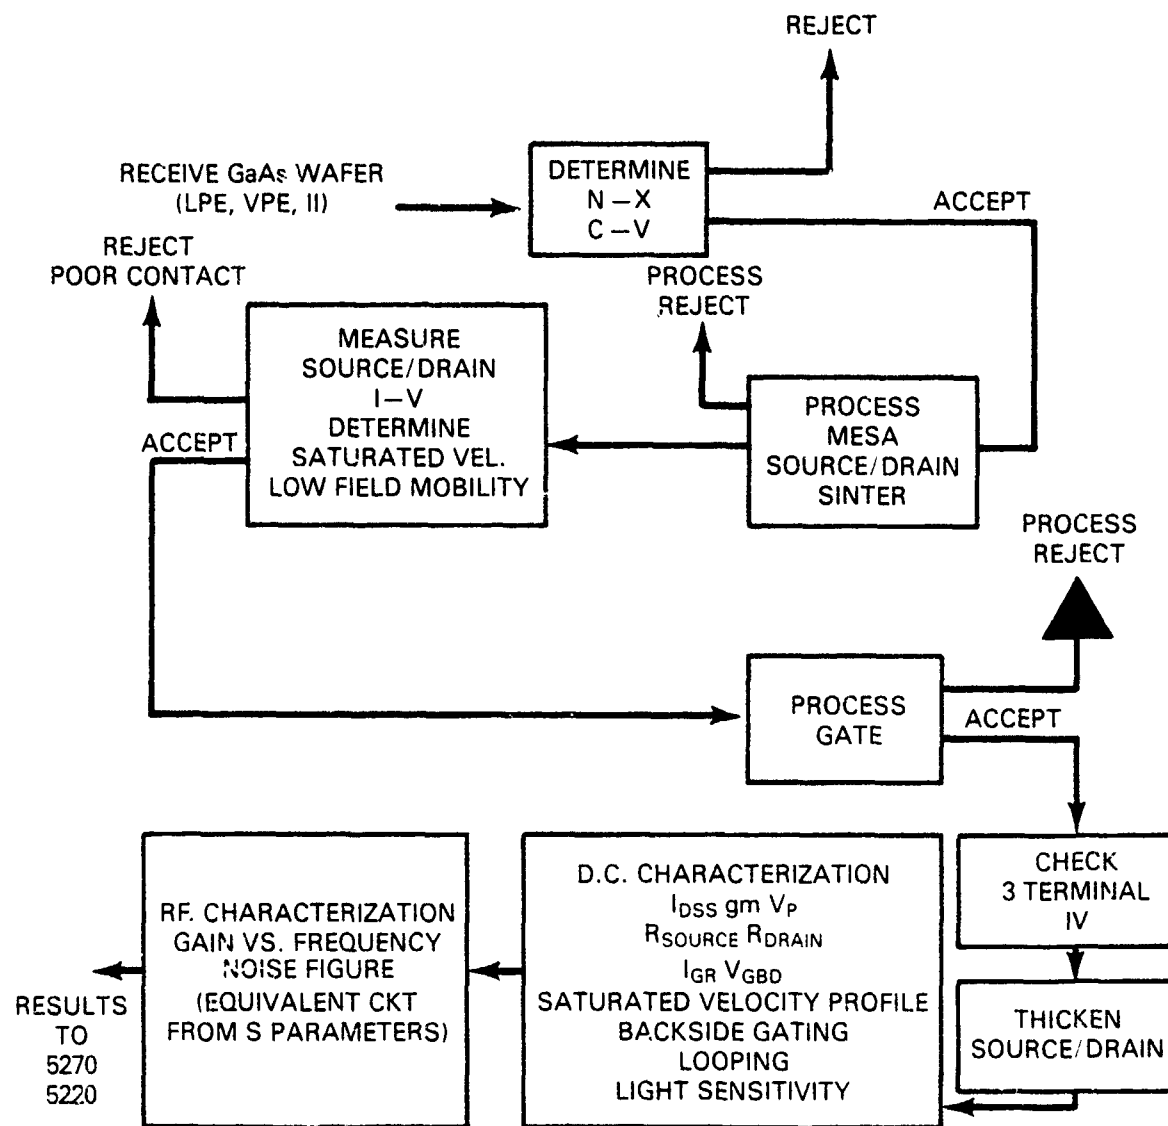 REJECT
RECEIVE GaAs WAFER
(LPE, VPE, II)
DETERMINE
N – X
C – V
ACCEPT
REJECT
POOR CONTACT
PROCESS
REJECT
MEASURE
SOURCE/DRAIN
I – V
DETERMINE
SATURATED VEL.
LOW FIELD MOBILITY
ACCEPT
PROCESS
MESA
SOURCE/DRAIN
SINTER
PROCESS
REJECT
PROCESS
GATE
ACCEPT
CHECK
3 TERMINAL
IV
THICKEN
SOURCE/DRAIN
D.C. CHARACTERIZATION
IDSS gm VP
RSOURCE RDRAIN
IGR VGBD
SATURATED VELOCITY PROFILE
BACKSIDE GATING
LOOPING
LIGHT SENSITIVITY
RF. CHARACTERIZATION
GAIN VS. FREQUENCY
NOISE FIGURE
(EQUIVALENT CKT
FROM S PARAMETERS)
RESULTS
TO
5270
5220